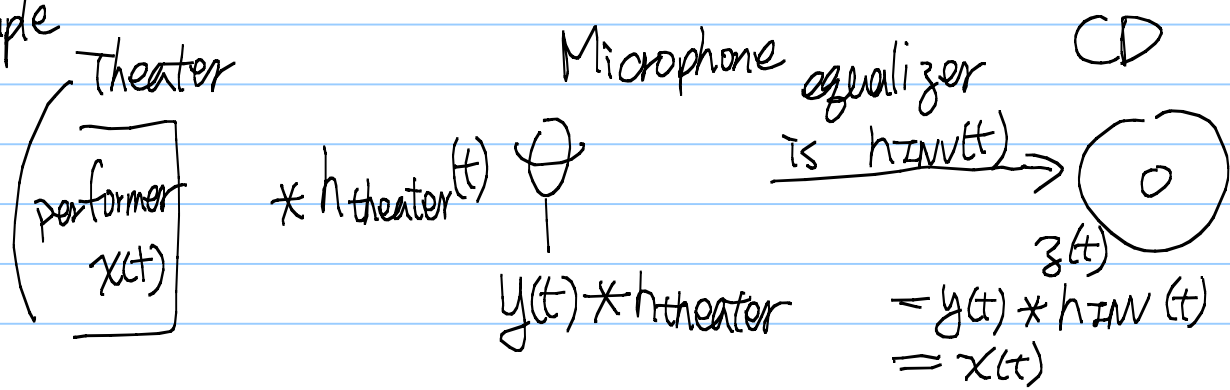 ple
Theater
Microphone
CD
equalizer
is hINV(t)
performer
x(t)
* htheater(t)
y(t) * htheater
z(t)
= y(t) * hINV (t)
= x(t)